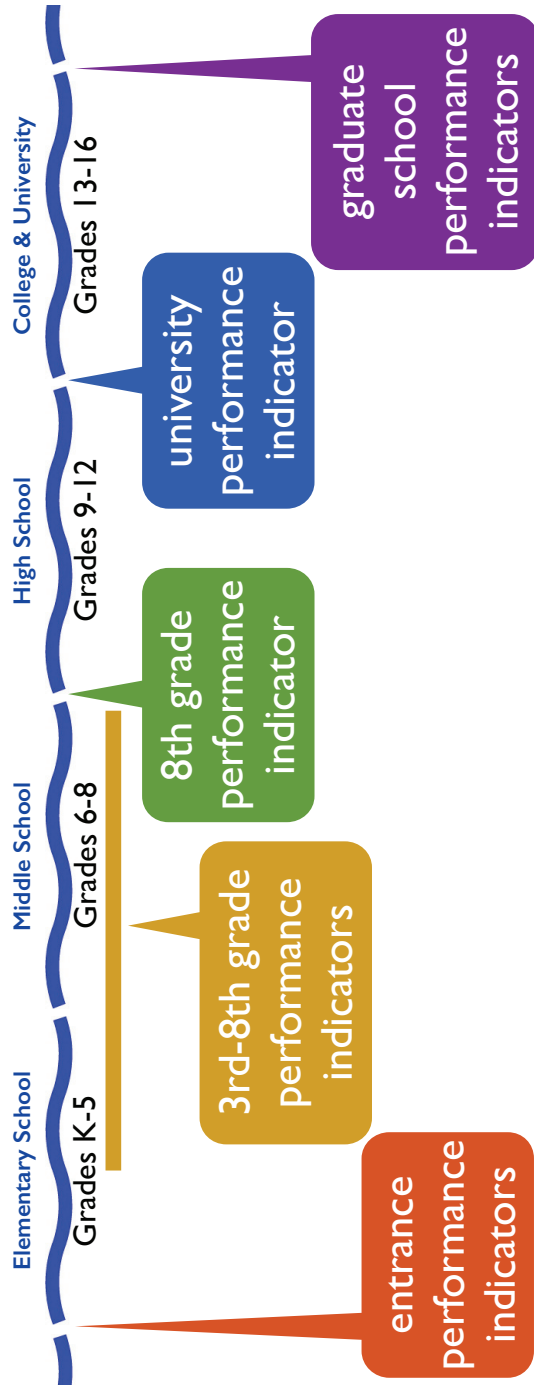 Elementary School
Middle School
High School
College & University
Grades K-5
Grades 6-8
Grades 9-12
Grades 13-16
entrance
performance
indicators
3rd-8th grade
performance
indicators
8th grade
performance
indicator
university
performance
indicator
graduate
school
performance
indicators